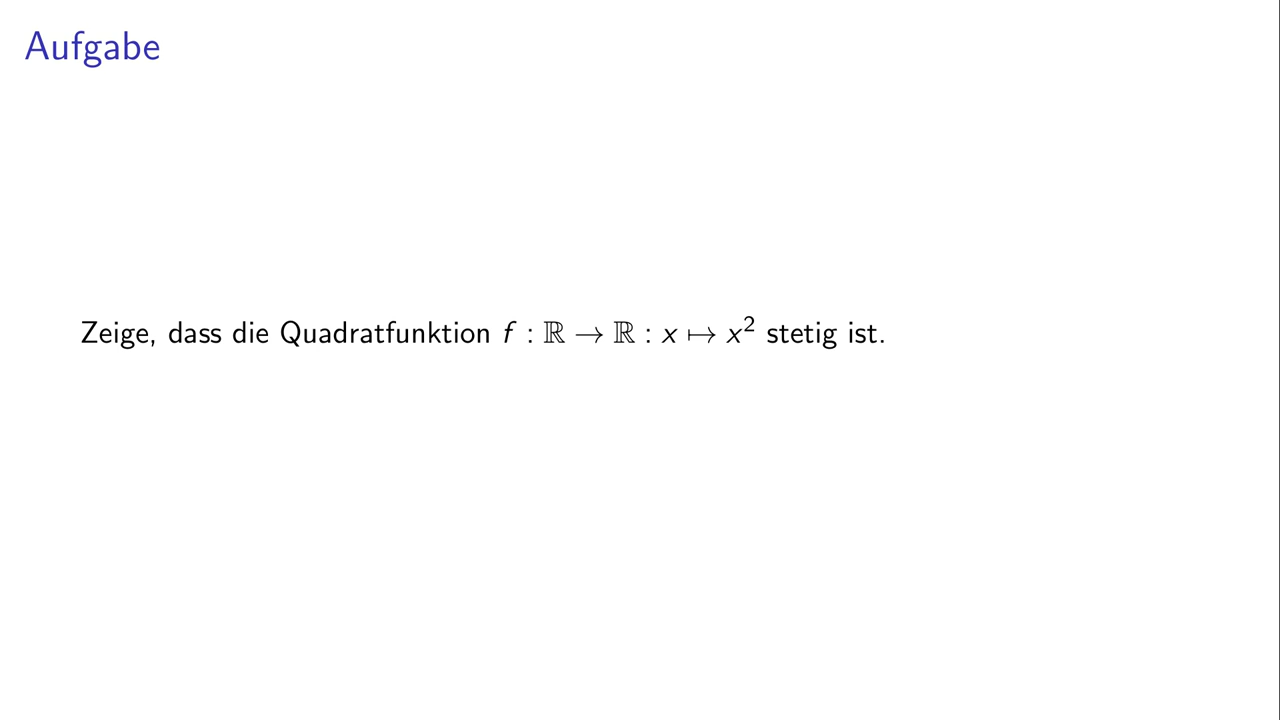 Aufgabe
Zeige, dass die Quadratfunktion f : ℝ → ℝ : x ↦ x² stetig ist.